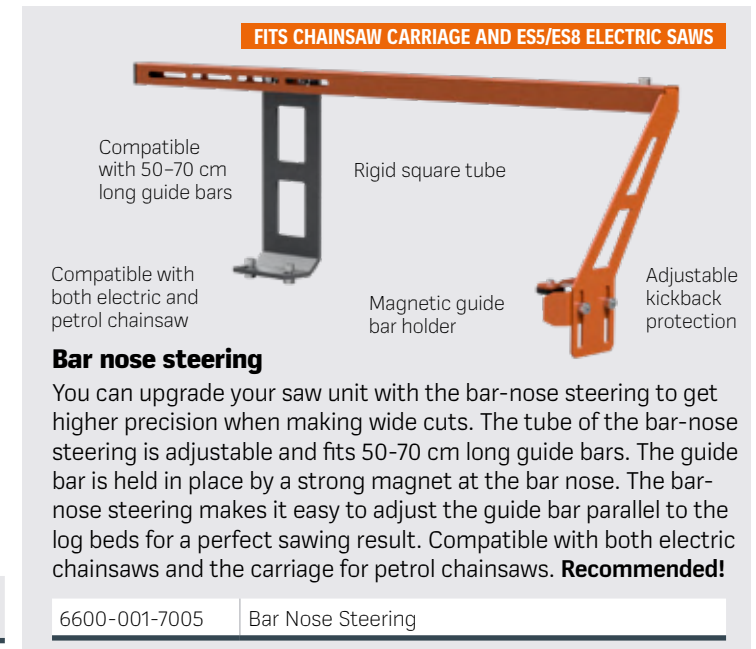 FITS CHAINSAW CARRIAGE AND ES5/ES8 ELECTRIC SAWS
Compatible
with 50–70 cm
long guide bars
Rigid square tube
Compatible with
both electric and
petrol chainsaw
Magnetic guide
bar holder
Adjustable
kickback
protection
Bar nose steering
You can upgrade your saw unit with the bar-nose steering to get
higher precision when making wide cuts. The tube of the bar-nose
steering is adjustable and fits 50-70 cm long guide bars. The guide
bar is held in place by a strong magnet at the bar nose. The bar-
nose steering makes it easy to adjust the guide bar parallel to the
log beds for a perfect sawing result. Compatible with both electric
chainsaws and the carriage for petrol chainsaws. Recommended!
6600-001-7005 Bar Nose Steering